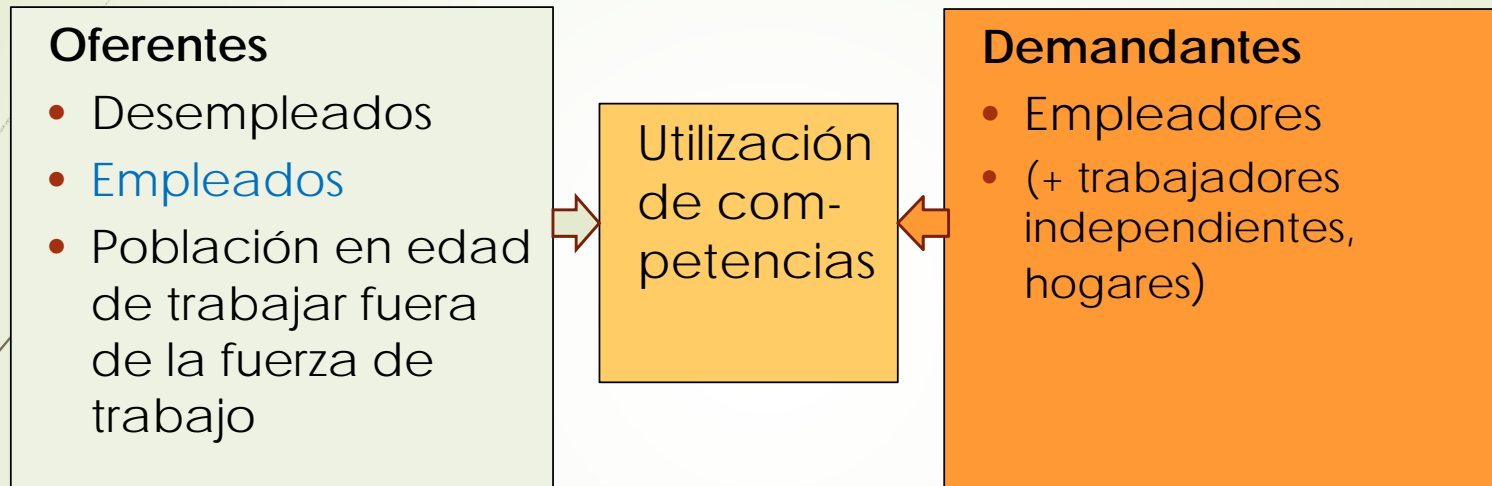 Oferentes
• Desempleados
• Empleados
• Población en edad
de trabajar fuera
de la fuerza de
trabajo
Utilización
de com-
petencias
Demandantes
• Empleadores
• (+ trabajadores
independientes,
hogares)